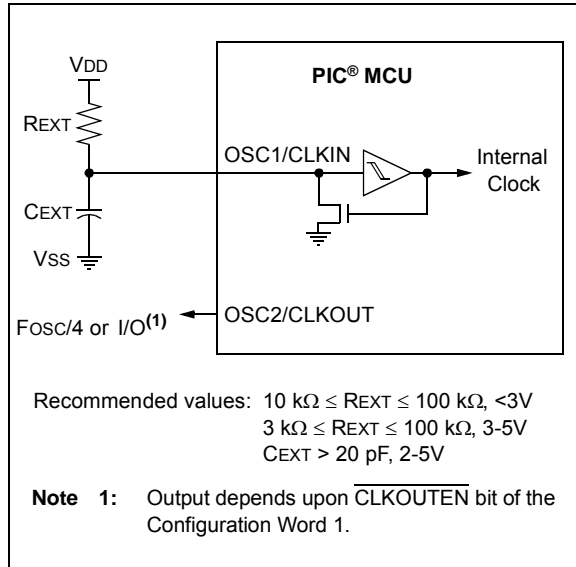 VDD
PIC® MCU
REXT
OSC1/CLKIN
Internal
Clock
CEXT
VSS
OSC2/CLKOUT
FOSC/4 or I/O(1)
Recommended values: 10 kΩ ≤ REXT ≤ 100 kΩ, <3V
3 kΩ ≤ REXT ≤ 100 kΩ, 3-5V
CEXT > 20 pF, 2-5V
Note 1: Output depends upon CLKOUTEN bit of the
Configuration Word 1.